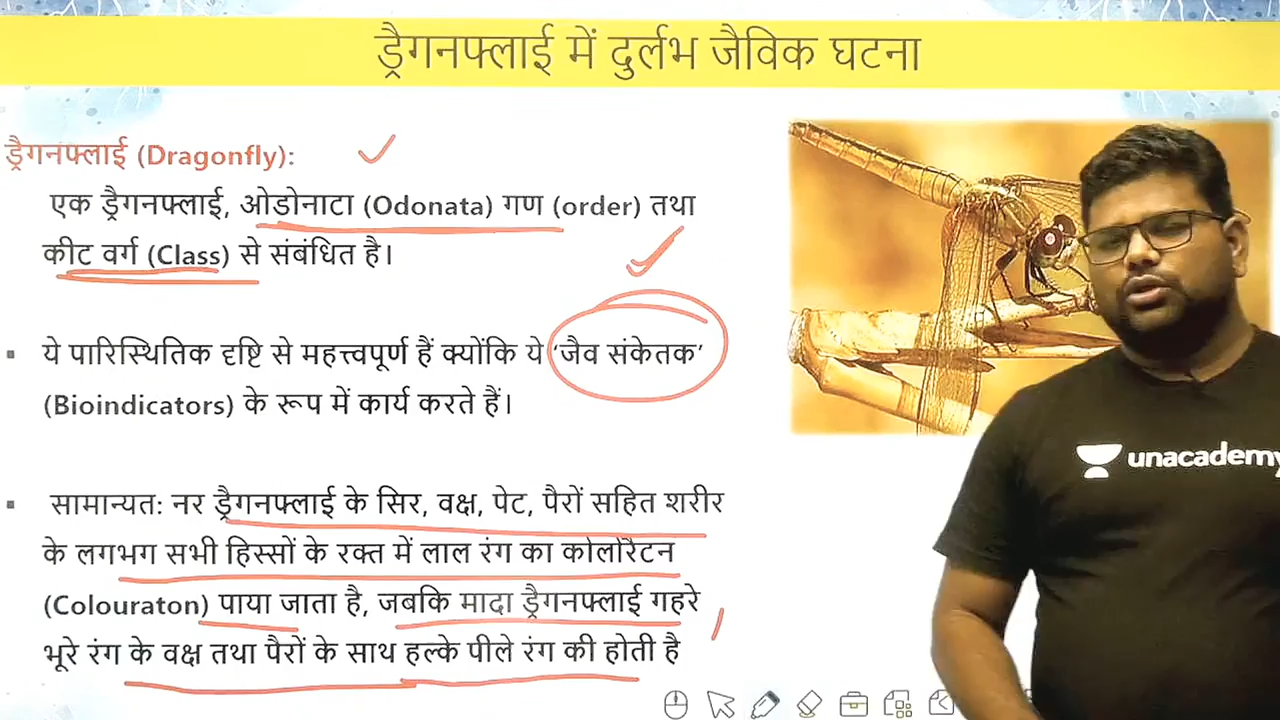 ड्रैगनफ्लाई में दुर्लभ जैविक घटना
ड्रैगनफ्लाई (Dragonfly):
एक ड्रैगनफ्लाई, ओडोनाटा (Odonata) गण (order) तथा
कीट वर्ग (Class) से संबंधित है।
▪ ये पारिस्थितिक दृष्टि से महत्त्वपूर्ण हैं क्योंकि ये ‘जैव संकेतक’
(Bioindicators) के रूप में कार्य करते हैं।
▪ सामान्यत: नर ड्रैगनफ्लाई के सिर, वक्ष, पेट, पैरों सहित शरीर
के लगभग सभी हिस्सों के रक्त में लाल रंग का कोलोरैटन
(Colouraton) पाया जाता है, जबकि मादा ड्रैगनफ्लाई गहरे
भूरे रंग के वक्ष तथा पैरों के साथ हल्के पीले रंग की होती है
unacademy